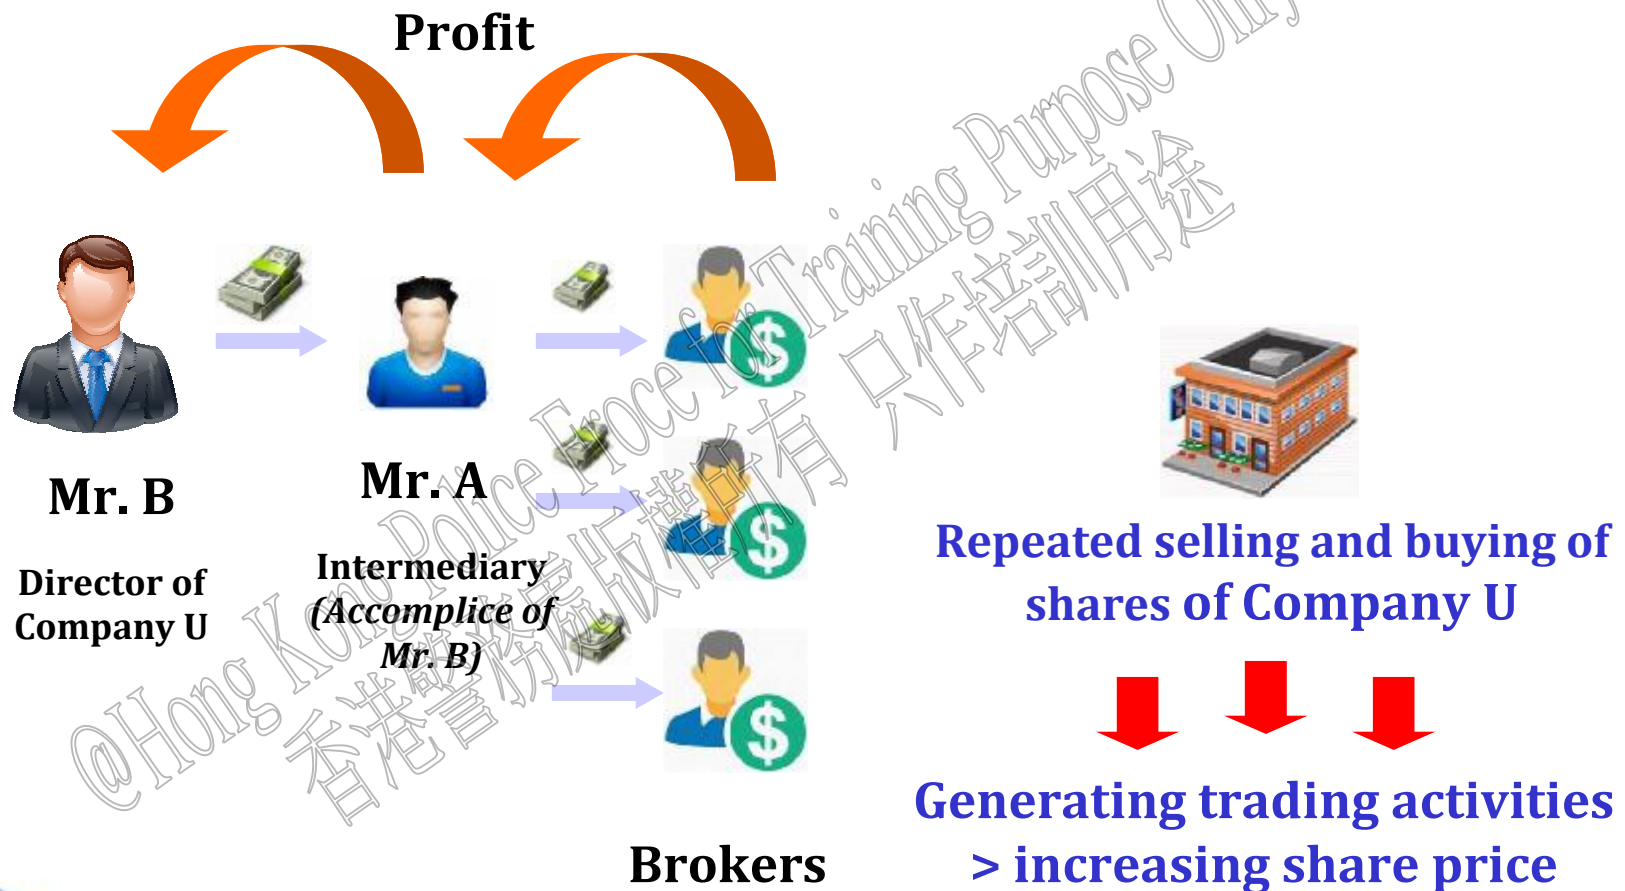 Profit
Mr. B
Director of
Company U
Mr. A
Intermediary
(Accomplice of
Mr. B)
Brokers
Repeated selling and buying of
shares of Company U
Generating trading activities
> increasing share price
@Hong Kong Police Froce for Training Purpose Only
香港警務處版權所有 只作培訓用途